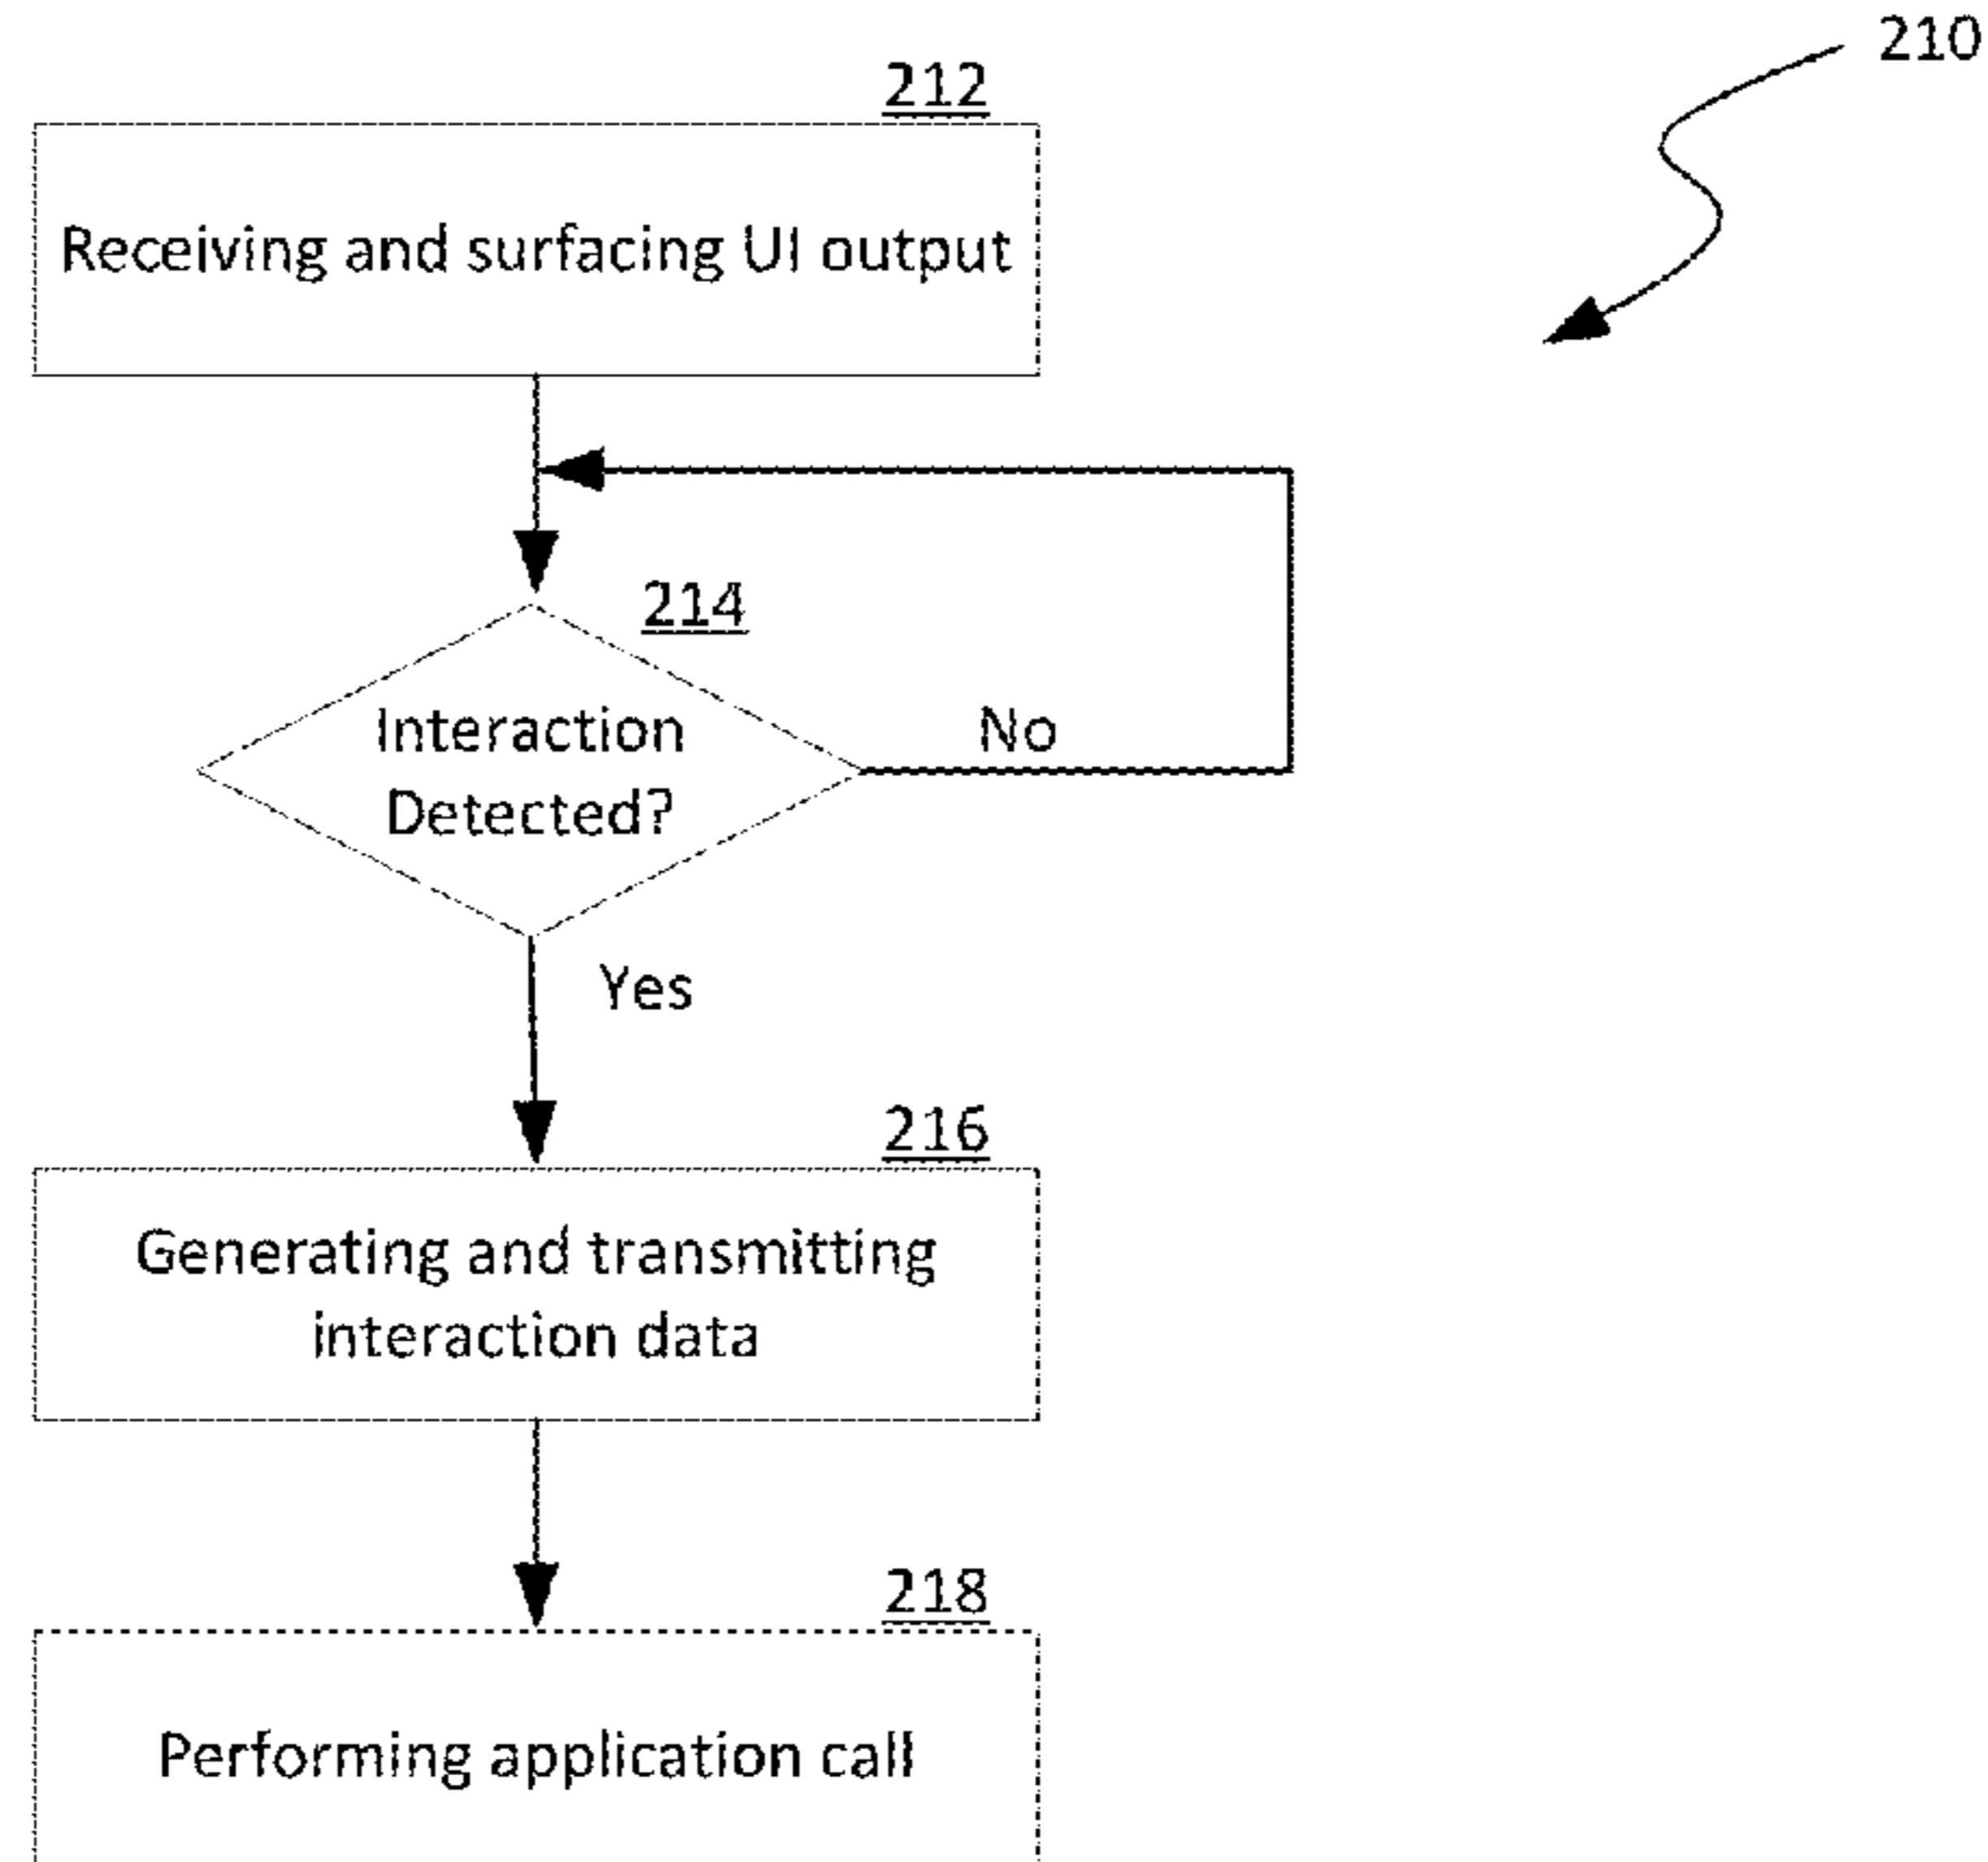 210
212
Receiving and surfacing UI output
214
Interaction
Detected?
No
Yes
216
Generating and transmitting
interaction data
218
Performing application call